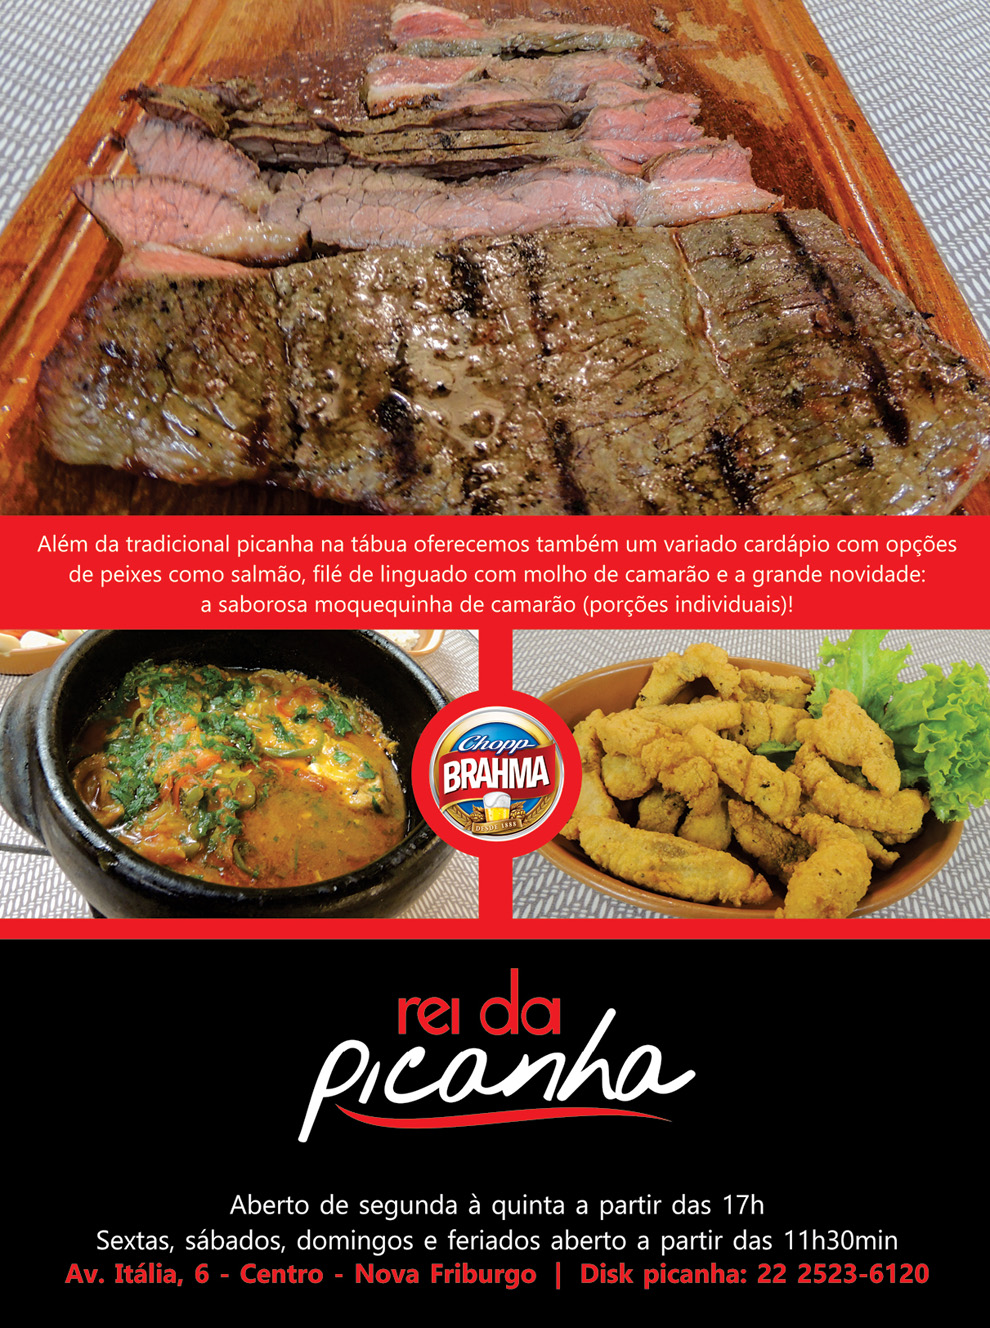 Além da tradicional picanha na tábua oferecemos também um variado cardápio com opções
de peixes como salmão, filé de linguado com molho de camarão e a grande novidade:
a saborosa moquequinha de camarão (porções individuais)!
Chopp
BRAHMA
DESDE 1888
rei da
picanha
Aberto de segunda à quinta a partir das 17h
Sextas, sábados, domingos e feriados aberto a partir das 11h30min
Av. Itália, 6 - Centro - Nova Friburgo | Disk picanha: 22 2523-6120